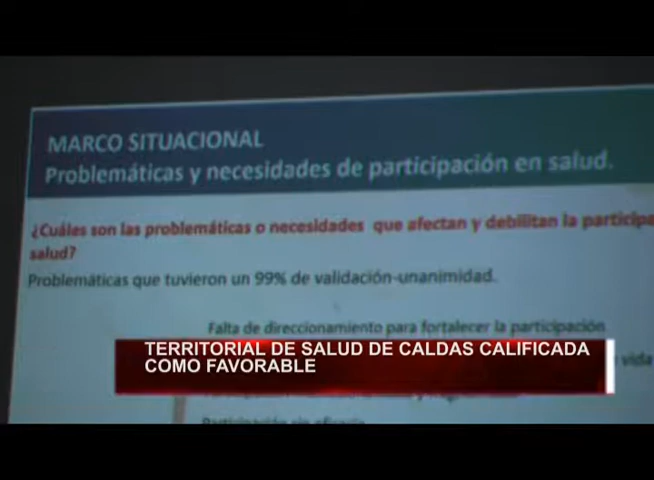 MARCO SITUACIONAL
Problemáticas y necesidades de participación en salud.
¿Cuáles son las problemáticas o necesidades que afectan y debilitan la participa
salud?
Problemáticas que tuvieron un 99% de validación-unanimidad.
Falta de direccionamiento para fortalecer la participación
TERRITORIAL DE SALUD DE CALDAS CALIFICADA
COMO FAVORABLE
vida